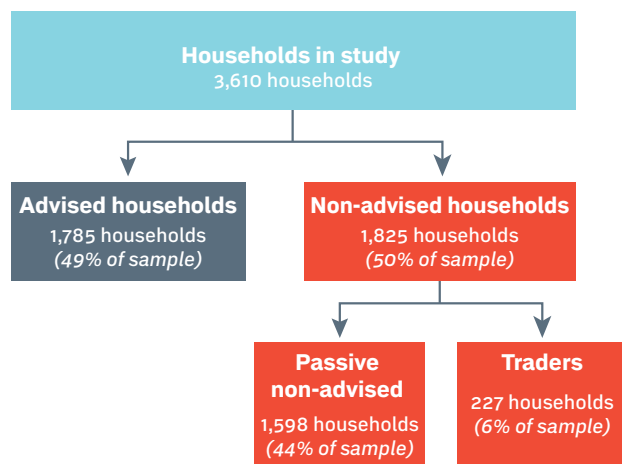 Households in study
3,610 households
Advised households
1,785 households
(49% of sample)
Non-advised households
1,825 households
(50% of sample)
Passive
non-advised
1,598 households
(44% of sample)
Traders
227 households
(6% of sample)